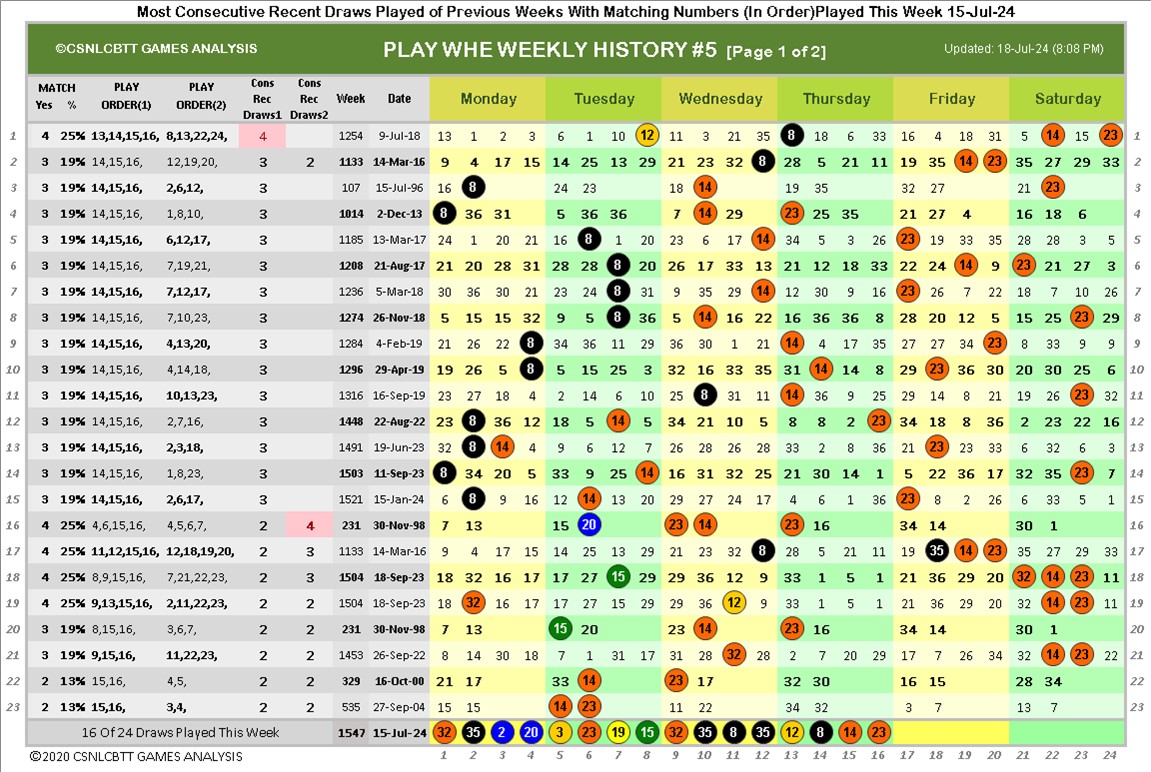 Most Consecutive Recent Draws Played of Previous Weeks With Matching Numbers (In Order)Played This Week 15-Jul-24
©CSNLCBTT GAMES ANALYSIS PLAY WHE WEEKLY HISTORY #5 [Page 1 of 2] Updated: 18-Jul-24 (8:08 PM)
MATCH Yes % PLAY ORDER(1) PLAY ORDER(2) Cons Rec Draws1 Cons Rec Draws2 Week Date Monday Tuesday Wednesday Thursday Friday Saturday
1 4 25% 13,14,15,16, 8,13,22,24, 4 1254 9-Jul-18 13 1 2 3 6 1 10 12 11 3 21 35 8 18 6 33 16 4 18 31 5 14 15 23 1
2 3 19% 14,15,16, 12,19,20, 3 2 1133 14-Mar-16 9 4 17 15 14 25 13 29 21 23 32 8 28 5 21 11 19 35 14 23 35 27 29 33 2
3 3 19% 14,15,16, 2,6,12, 3 107 15-Jul-96 16 8 24 23 18 14 19 35 32 27 21 23 3
4 3 19% 14,15,16, 1,8,10, 3 1014 2-Dec-13 8 36 31 5 36 36 7 14 29 23 25 35 21 27 4 16 18 6 4
5 3 19% 14,15,16, 6,12,17, 3 1185 13-Mar-17 24 1 20 21 16 8 1 20 23 6 17 14 34 5 3 26 23 19 33 35 28 28 3 5 5
6 3 19% 14,15,16, 7,19,21, 3 1208 21-Aug-17 21 20 28 31 28 28 8 20 26 17 33 13 21 12 18 33 22 24 14 9 23 21 27 3 6
7 3 19% 14,15,16, 7,12,17, 3 1236 5-Mar-18 30 36 30 21 23 24 8 31 9 35 29 14 12 30 9 16 23 26 7 22 18 7 10 26 7
8 3 19% 14,15,16, 7,10,23, 3 1274 26-Nov-18 5 15 15 32 9 5 8 36 5 14 16 22 16 36 36 8 28 20 12 5 15 25 23 29 8
9 3 19% 14,15,16, 4,13,20, 3 1284 4-Feb-19 21 26 22 8 34 36 11 29 36 30 1 21 14 4 17 35 27 27 34 23 8 33 9 9 9
10 3 19% 14,15,16, 4,14,18, 3 1296 29-Apr-19 19 26 5 8 5 15 25 3 32 16 33 35 31 14 14 8 29 23 36 30 20 30 25 6 10
11 3 19% 14,15,16, 10,13,23, 3 1316 16-Sep-19 23 27 18 4 2 14 6 10 25 8 31 11 14 36 9 25 29 14 8 21 19 26 23 32 11
12 3 19% 14,15,16, 2,7,16, 3 1448 22-Aug-22 23 8 36 12 18 5 14 5 34 21 10 5 8 8 2 23 34 18 8 36 2 23 22 16 12
13 3 19% 14,15,16, 2,3,18, 3 1491 19-Jun-23 32 8 14 4 9 6 12 7 26 28 26 28 33 2 8 36 21 23 23 33 6 32 6 3 13
14 3 19% 14,15,16, 1,8,23, 3 1503 11-Sep-23 8 34 20 5 33 9 25 14 16 31 32 25 21 30 14 1 5 22 36 17 32 35 23 7 14
15 3 19% 14,15,16, 2,6,17, 3 1521 15-Jan-24 6 8 9 16 12 14 13 20 29 27 24 17 4 6 1 36 23 8 2 26 6 33 5 1 15
16 4 25% 4,6,15,16, 4,5,6,7, 2 4 231 30-Nov-98 7 13 15 20 23 14 23 16 34 14 30 1 16
17 4 25% 11,12,15,16, 12,18,19,20, 2 3 1133 14-Mar-16 9 4 17 15 14 25 13 29 21 23 32 8 28 5 21 11 19 35 14 23 35 27 29 33 17
18 4 25% 8,9,15,16, 7,21,22,23, 2 3 1504 18-Sep-23 18 32 16 17 17 27 15 29 29 36 12 9 33 1 5 1 21 36 29 20 32 14 23 11 18
19 4 25% 9,13,15,16, 2,11,22,23, 2 2 1504 18-Sep-23 18 32 16 17 17 27 15 29 29 36 12 9 33 1 5 1 21 36 29 20 32 14 23 11 19
20 3 19% 8,15,16, 3,6,7, 2 2 231 30-Nov-98 7 13 15 20 23 14 23 16 34 14 30 1 20
21 3 19% 9,15,16, 11,22,23, 2 2 1453 26-Sep-22 8 14 30 18 7 1 31 17 31 28 32 28 2 7 20 29 17 7 26 34 32 14 23 22 21
22 2 13% 15,16, 4,5, 2 2 329 16-Oct-00 21 17 33 14 23 17 32 30 16 15 28 34 22
23 2 13% 15,16, 3,4, 2 2 535 27-Sep-04 15 15 14 23 11 22 34 32 3 7 13 7 23
16 Of 24 Draws Played This Week 1547 15-Jul-24 32 35 2 20 3 23 19 15 32 35 8 35 12 8 14 23
©2020 CSNLCBTT GAMES ANALYSIS 1 2 3 4 5 6 7 8 9 10 11 12 13 14 15 16 17 18 19 20 21 22 23 24